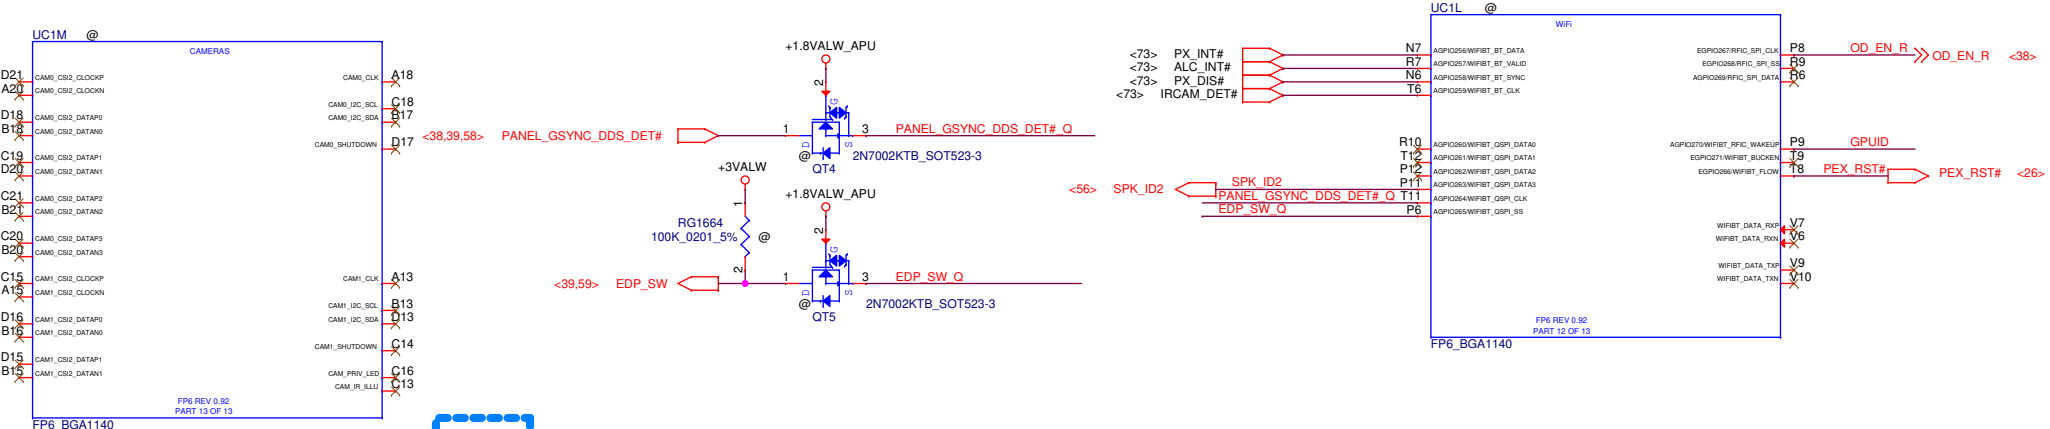 UC1M @
CAMERAS
D21 CAM0_CSI2_CLOCKP CAM0_CLK A18
A20 CAM0_CSI2_CLOCKN
CAM0_I2C_SCL C18
D18 CAM0_CSI2_DATAP0 CAM0_I2C_SDA B17
B18 CAM0_CSI2_DATAN0
CAM0_SHUTDOWN D17
C19 CAM0_CSI2_DATAP1
D20 CAM0_CSI2_DATAN1
C21 CAM0_CSI2_DATAP2
B21 CAM0_CSI2_DATAN2
C20 CAM0_CSI2_DATAP3
B20 CAM0_CSI2_DATAN3
C15 CAM1_CSI2_CLOCKP CAM1_CLK A13
A15 CAM1_CSI2_CLOCKN
CAM1_I2C_SCL B13
D16 CAM1_CSI2_DATAP0 CAM1_I2C_SDA D13
B16 CAM1_CSI2_DATAN0
CAM1_SHUTDOWN C14
D15 CAM1_CSI2_DATAP1
B15 CAM1_CSI2_DATAN1 CAM_PRIV_LED C16
CAM_IR_ILLU C13
FP6 REV 0.92
PART 13 OF 13
FP6_BGA1140
+1.8VALW_APU
2
G
<38,39,58> PANEL_GSYNC_DDS_DET# 1 3 PANEL_GSYNC_DDS_DET#_Q
D S
@ 2N7002KTB_SOT523-3
QT4
+3VALW
+1.8VALW_APU
1
RG1664
100K_0201_5% @
2
2
G
<39,59> EDP_SW 1 3 EDP_SW_Q
D S
@ 2N7002KTB_SOT523-3
QT5
UC1L @
WiFi
<73> PX_INT# N7 AGPIO256/WIFIBT_BT_DATA EGPIO267/RFIC_SPI_CLK P8 OD_EN_R OD_EN_R <38>
<73> ALC_INT# R7 AGPIO257/WIFIBT_BT_VALID EGPIO268/RFIC_SPI_SS R9
<73> PX_DIS# N6 AGPIO258/WIFIBT_BT_SYNC AGPIO269/RFIC_SPI_DATA R6
<73> IRCAM_DET# T6 AGPIO259/WIFIBT_BT_CLK
R10 AGPIO260/WIFIBT_QSPI_DATA0 AGPIO270/WIFIBT_RFIC_WAKEUP P9 GPUID
T12 AGPIO261/WIFIBT_QSPI_DATA1 EGPIO271/WIFIBT_BUCKEN T9
P12 AGPIO262/WIFIBT_QSPI_DATA2 EGPIO266/WIFIBT_FLOW T8 PEX_RST# PEX_RST# <26>
<56> SPK_ID2 SPK_ID2 P11 AGPIO263/WIFIBT_QSPI_DATA3
PANEL_GSYNC_DDS_DET#_Q T11 AGPIO264/WIFIBT_QSPI_CLK
EDP_SW_Q P6 AGPIO265/WIFIBT_QSPI_SS
WIFIBT_DATA_RXP V7
WIFIBT_DATA_RXN V6
WIFIBT_DATA_TXP V9
WIFIBT_DATA_TXN V10
FP6 REV 0.92
PART 12 OF 13
FP6_BGA1140